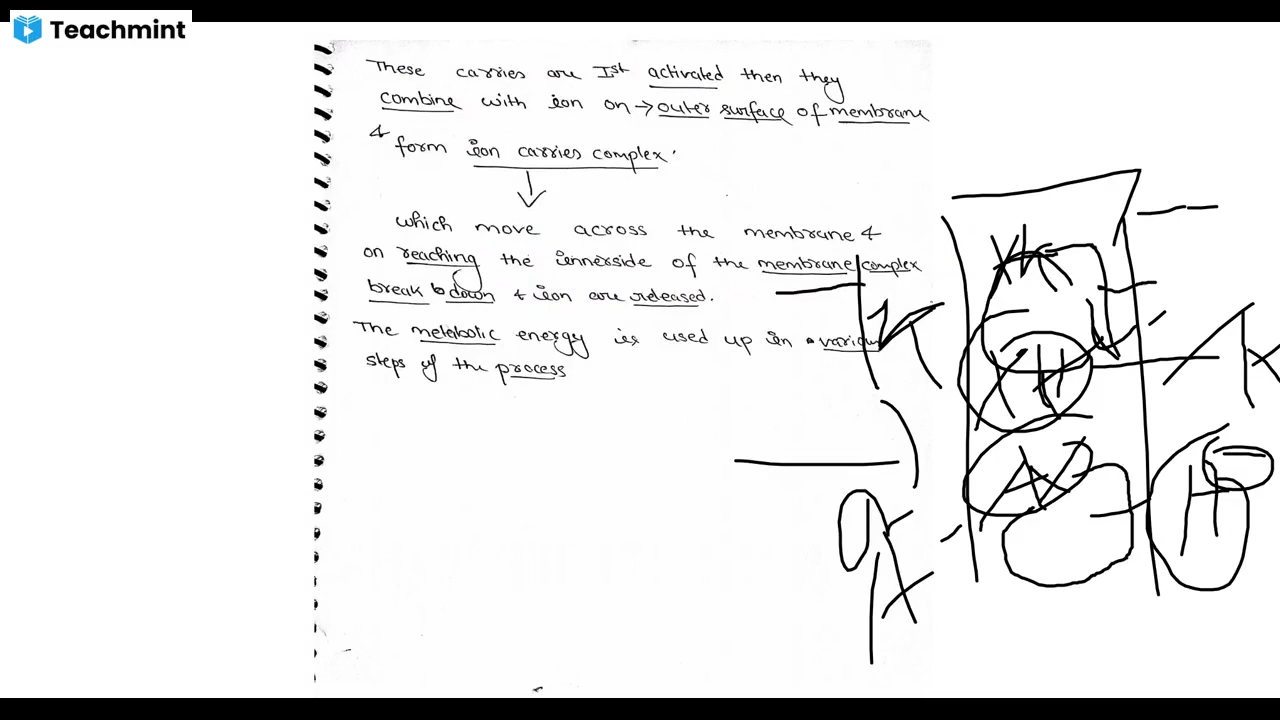 Teachmint
These carries are Ist activated then they
combine with ion on → outer surface of membrane
& form ion carries complex.
which move across the membrane &
on reaching the innerside of the membrane complex
break down & ion are released.
The metabotic energy is used up in various
steps of the process